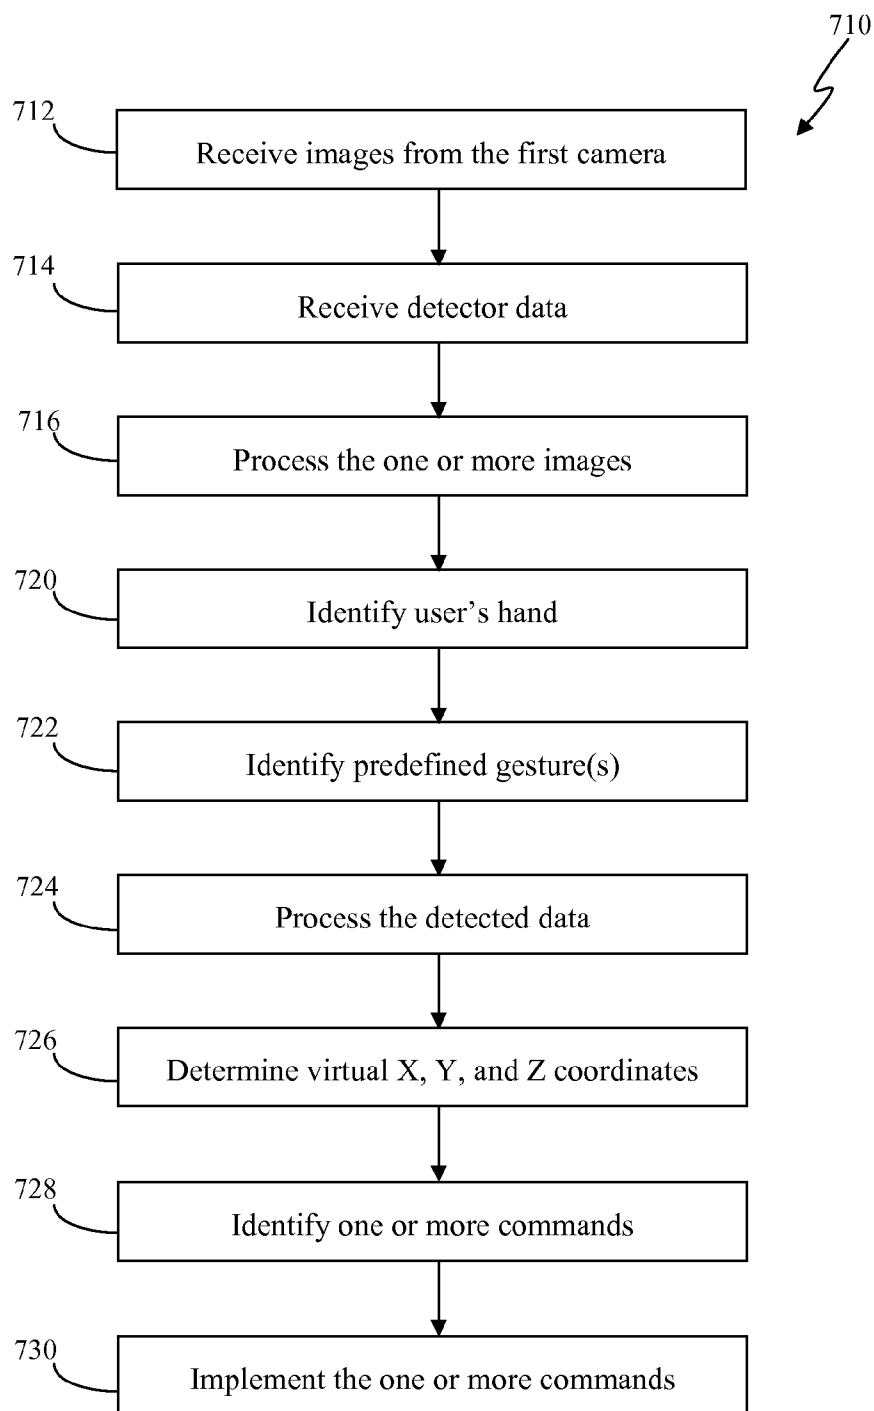 710
712
Receive images from the first camera
714
Receive detector data
716
Process the one or more images
720
Identify user’s hand
722
Identify predefined gesture(s)
724
Process the detected data
726
Determine virtual X, Y, and Z coordinates
728
Identify one or more commands
730
Implement the one or more commands